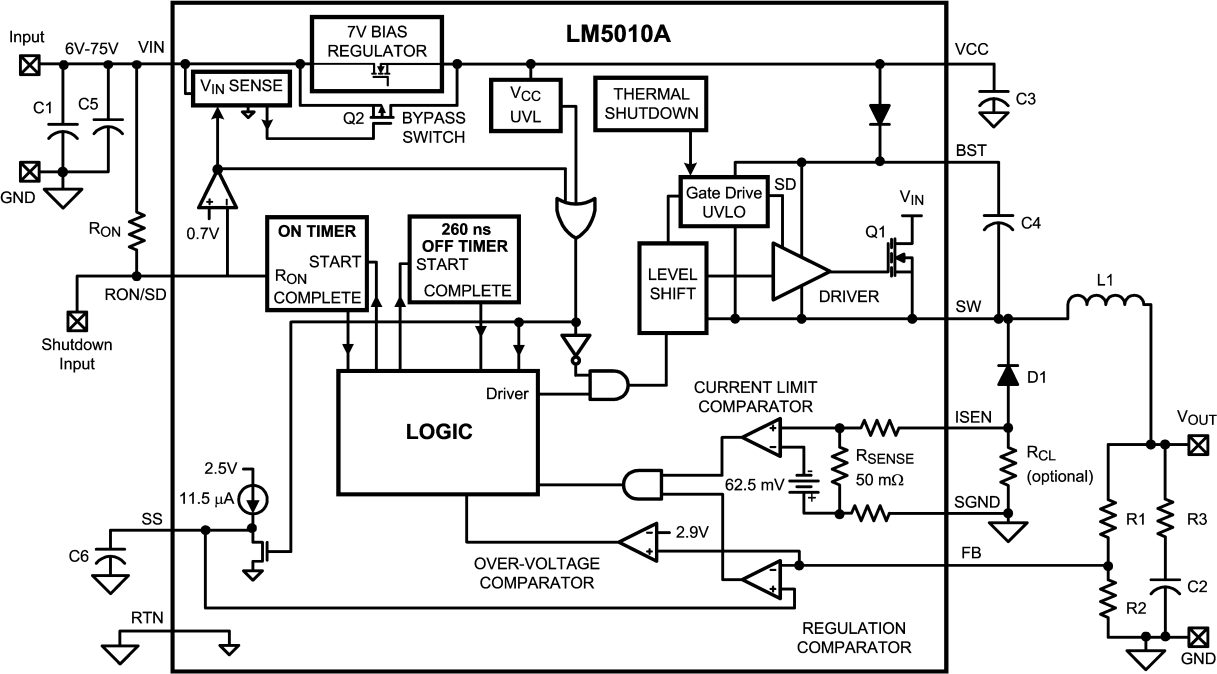 LM5010A
Input
6V-75V
VIN
7V BIAS
REGULATOR
VCC
VIN SENSE
C1
C5
Q2
BYPASS
SWITCH
VCC
UVL
THERMAL
SHUTDOWN
C3
GND
BST
SD
Gate Drive
UVLO
VIN
RON
0.7V
ON TIMER
START
RON
COMPLETE
260 ns
OFF TIMER
START
COMPLETE
Q1
C4
LEVEL
SHIFT
DRIVER
RON/SD
L1
SW
Shutdown
Input
D1
Driver
CURRENT LIMIT
COMPARATOR
ISEN
VOUT
LOGIC
2.5V
11.5 μA
62.5 mV
RSENSE
50 mΩ
RCL
(optional)
SGND
SS
R1
R3
C6
2.9V
FB
OVER-VOLTAGE
COMPARATOR
C2
R2
RTN
REGULATION
COMPARATOR
GND